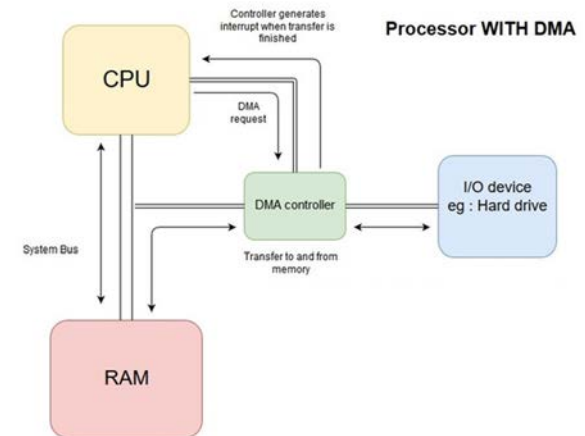 Controller generates
interrupt when transfer is
finished
Processor WITH DMA
CPU
DMA
request
I/O device
eg : Hard drive
DMA controller
System Bus
Transfer to and from
memory
RAM